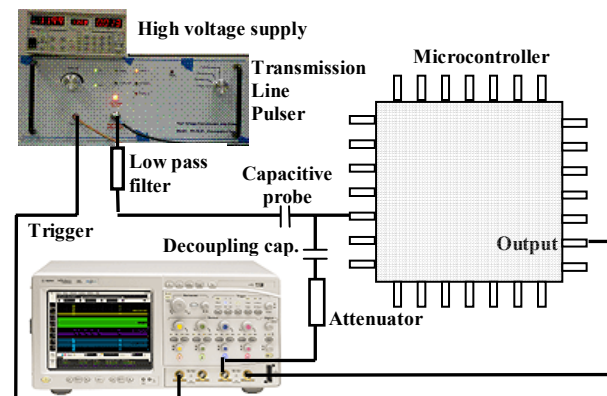 High voltage supply
Transmission
Line
Pulser
Microcontroller
Low pass
filter
Capacitive
probe
Trigger
Decoupling cap.
Output
Attenuator